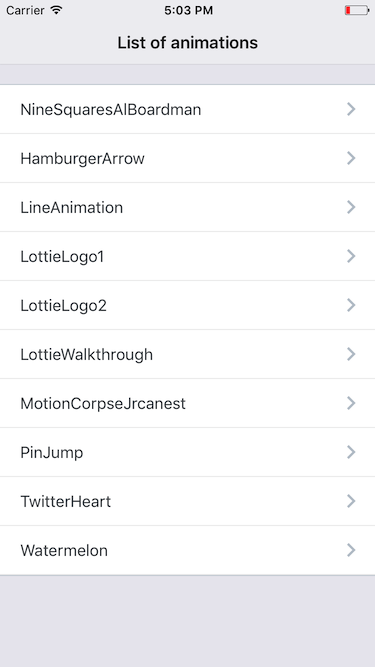 Carrier 5:03 PM
List of animations
NineSquaresAlBoardman
HamburgerArrow
LineAnimation
LottieLogo1
LottieLogo2
LottieWalkthrough
MotionCorpseJrcanest
PinJump
TwitterHeart
Watermelon